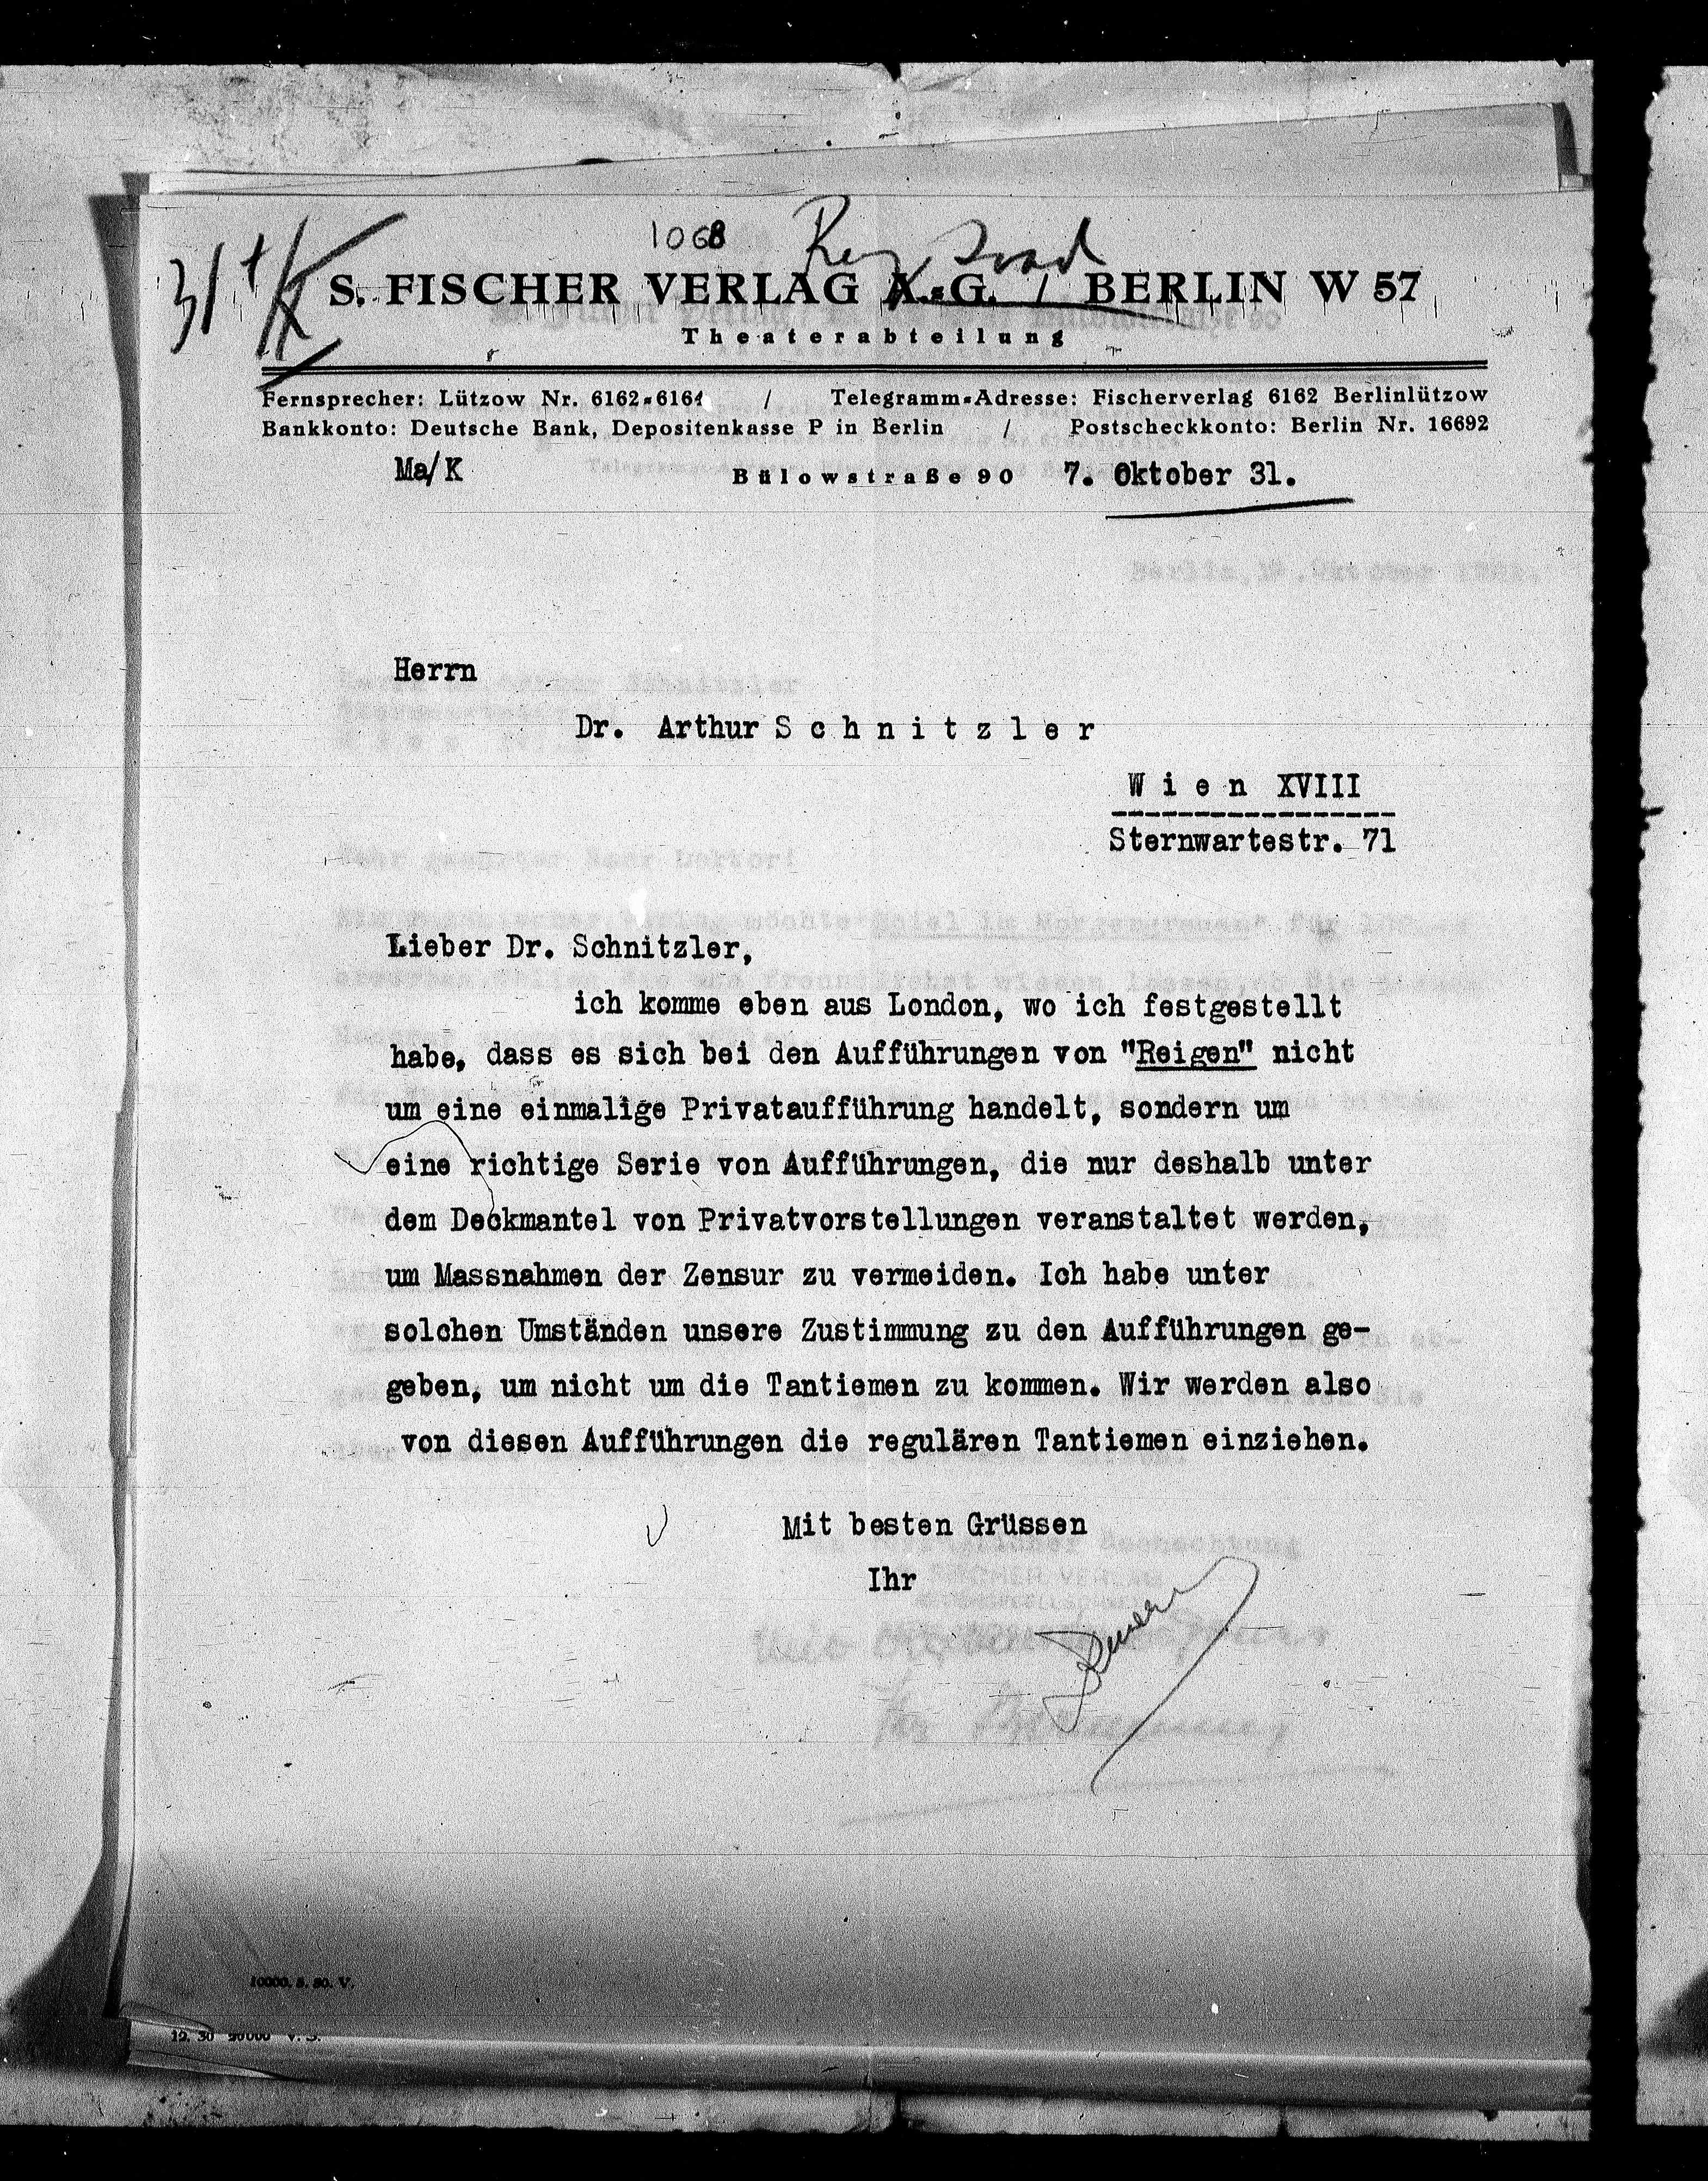 1068
S. FISCHER VERLAG A.=G. / BERLIN W 57
Theaterabteilung
Fernsprecher: Lützow Nr. 6162=6164 / Telegramm=Adresse: Fischerverlag 6162 Berlinlützow
Bankkonto: Deutsche Bank, Depositenkasse P in Berlin / Postscheckkonto: Berlin Nr. 16692
Ma/K Bülowstraße 90 7. Oktober 31.
Herrn
Dr. Arthur Schnitzler
Wien XVIII
Sternwartestr. 71
Lieber Dr. Schnitzler,
ich komme eben aus London, wo ich festgestellt
habe, dass es sich bei den Aufführungen von "Reigen" nicht
um eine einmalige Privataufführung handelt, sondern um
eine richtige Serie von Aufführungen, die nur deshalb unter
dem Deckmantel von Privatvorstellungen veranstaltet werden,
um Massnahmen der Zensur zu vermeiden. Ich habe unter
solchen Umständen unsere Zustimmung zu den Aufführungen ge-
geben, um nicht um die Tantiemen zu kommen. Wir werden also
von diesen Aufführungen die regulären Tantiemen einziehen.
Mit besten Grüssen
Ihr
10000. 5. 30. V.